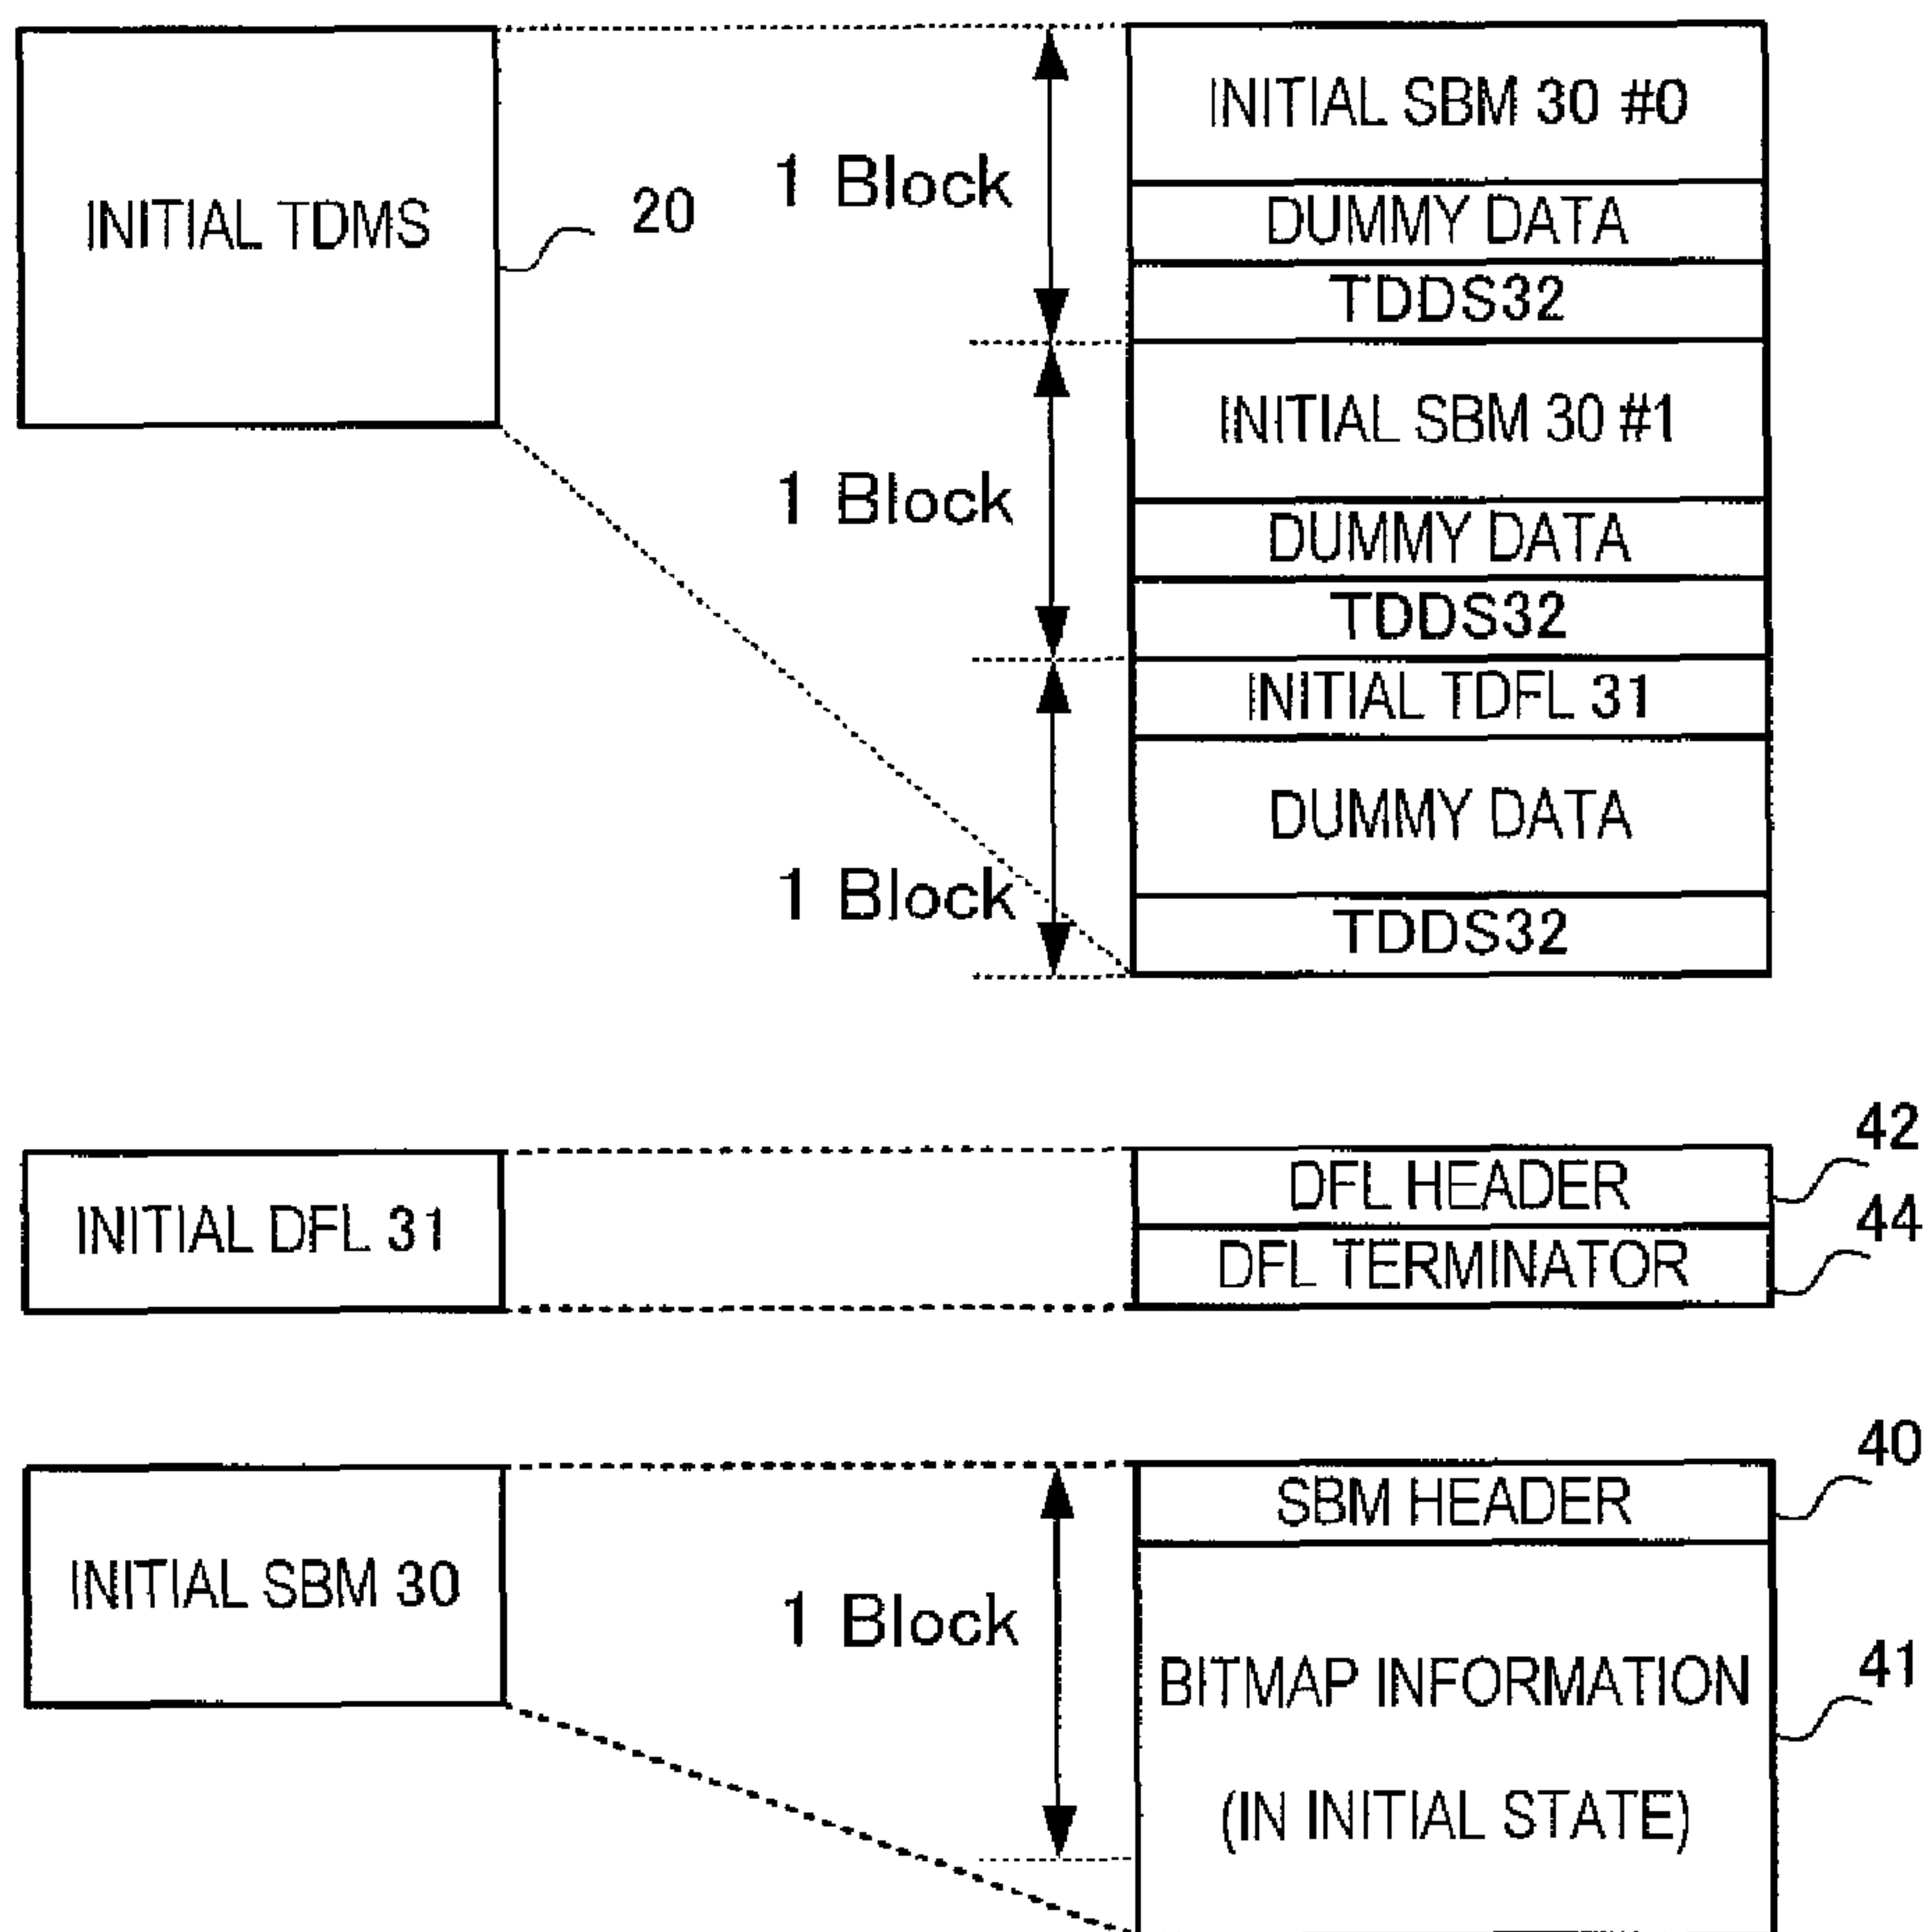 INITIAL TDMS
20
1 Block
INITIAL SBM 30 #0
DUMMY DATA
TDDS32
1 Block
INITIAL SBM 30 #1
DUMMY DATA
TDDS32
1 Block
INITIAL TDFL 31
DUMMY DATA
TDDS32
INITIAL DFL 31
DFL HEADER
42
DFL TERMINATOR
44
INITIAL SBM 30
1 Block
SBM HEADER
40
BITMAP INFORMATION
(IN INITIAL STATE)
41